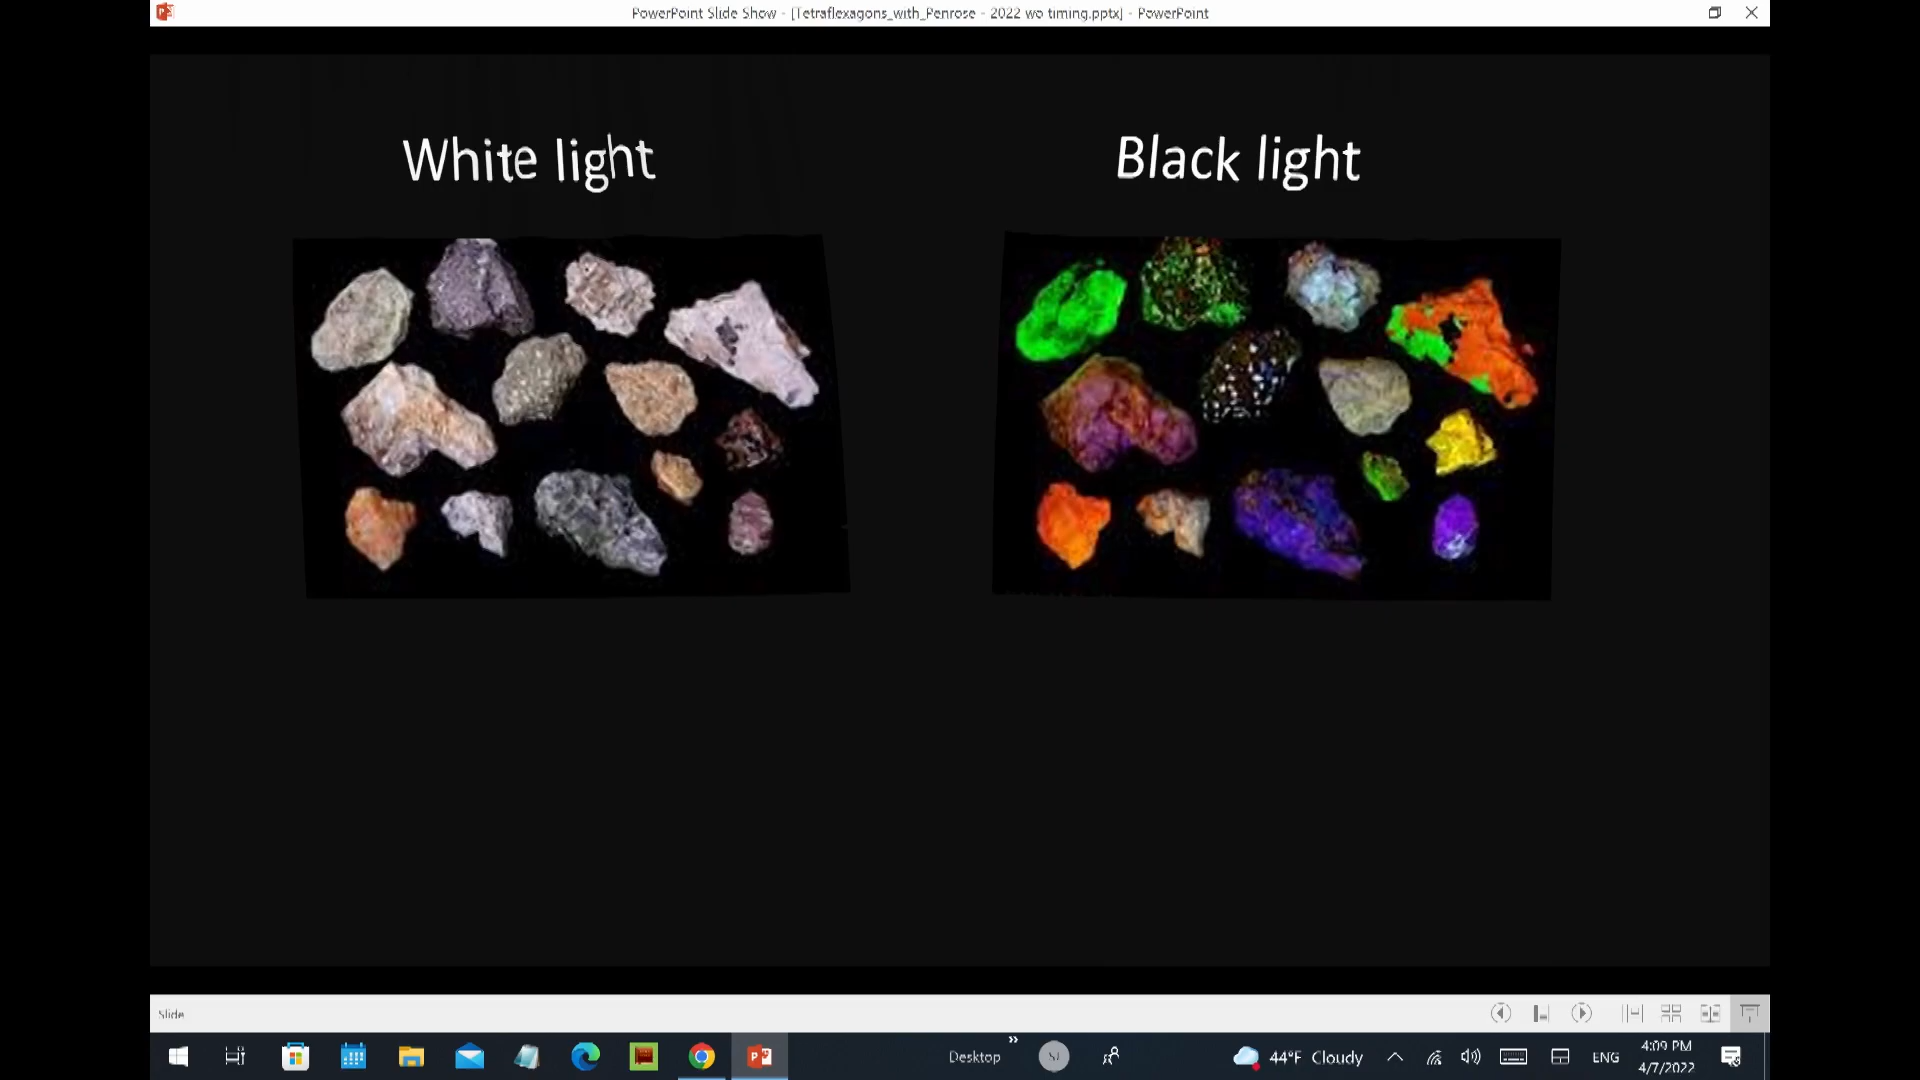 PowerPoint Slide Show - [Tetraflexagons_with_Penrose - 2022 wo timing.pptx] - PowerPoint
White light
Black light
Slide
Desktop
44°F Cloudy
ENG
4:09 PM
4/7/2022